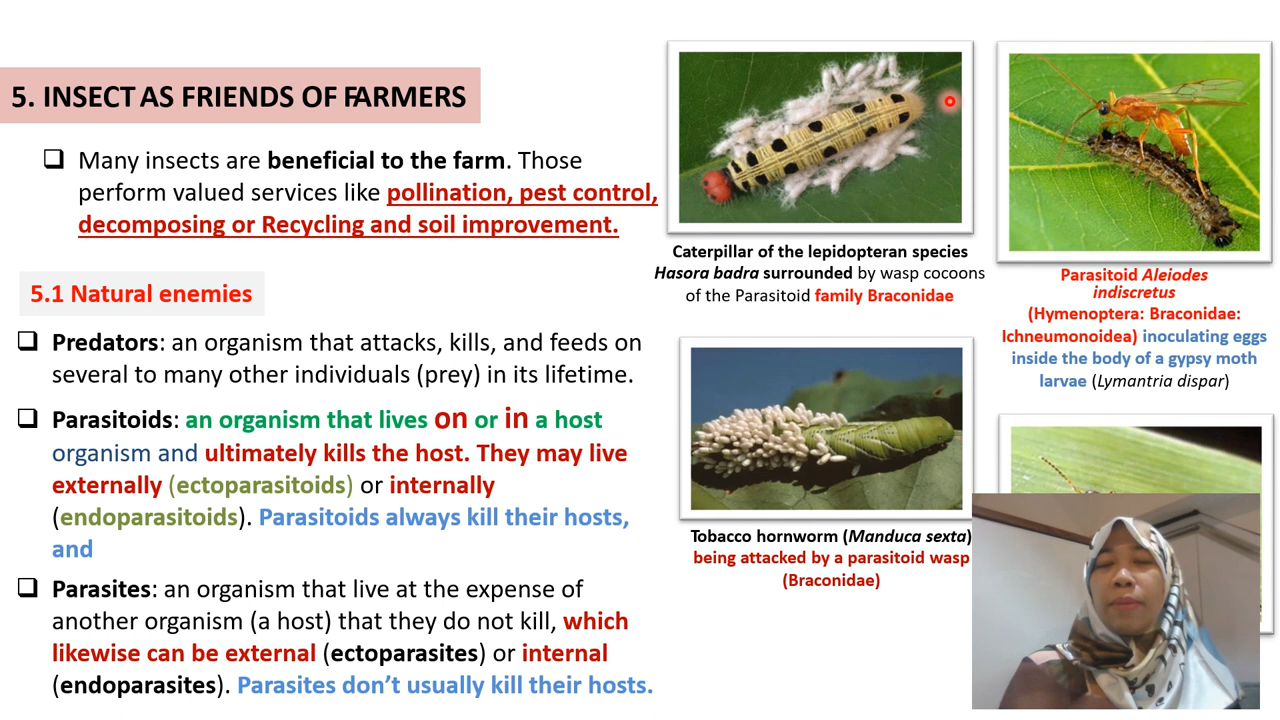 5. INSECT AS FRIENDS OF FARMERS
❑ Many insects are beneficial to the farm. Those
perform valued services like pollination, pest control,
decomposing or Recycling and soil improvement.
5.1 Natural enemies
❑ Predators: an organism that attacks, kills, and feeds on
several to many other individuals (prey) in its lifetime.
❑ Parasitoids: an organism that lives on or in a host
organism and ultimately kills the host. They may live
externally (ectoparasitoids) or internally
(endoparasitoids). Parasitoids always kill their hosts,
and
❑ Parasites: an organism that live at the expense of
another organism (a host) that they do not kill, which
likewise can be external (ectoparasites) or internal
(endoparasites). Parasites don’t usually kill their hosts.
Caterpillar of the lepidopteran species
Hasora badra surrounded by wasp cocoons
of the Parasitoid family Braconidae
Parasitoid Aleiodes
indiscretus
(Hymenoptera: Braconidae:
Ichneumonoidea) inoculating eggs
inside the body of a gypsy moth
larvae (Lymantria dispar)
Tobacco hornworm (Manduca sexta)
being attacked by a parasitoid wasp
(Braconidae)